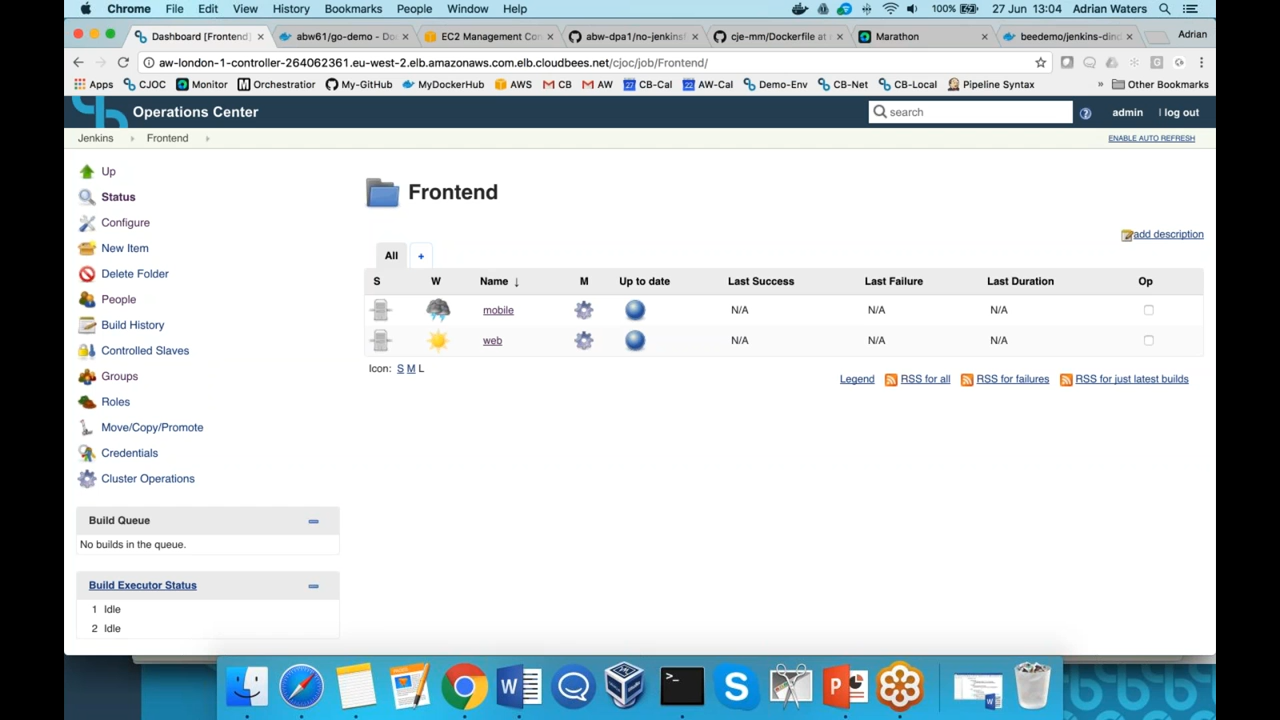 Chrome File Edit View History Bookmarks People Window Help 100% 27 Jun 13:04 Adrian Waters
Dashboard [Frontend] abw61/go-demo - Do EC2 Management Con abw-dpa1/no-jenkins cje-mm/Dockerfile at Marathon beedemo/jenkins-dind Adrian
aw-london-1-controller-264062361.eu-west-2.elb.amazonaws.com.elb.cloudbees.net/cjoc/job/Frontend/
Apps CJOC Monitor Orchestratior My-GitHub MyDockerHub AWS CB AW CB-Cal AW-Cal Demo-Env CB-Net CB-Local Pipeline Syntax » Other Bookmarks
Operations Center search admin | log out
Jenkins Frontend ENABLE AUTO REFRESH
Up
Status
Configure
New Item
Delete Folder
People
Build History
Controlled Slaves
Groups
Roles
Move/Copy/Promote
Credentials
Cluster Operations
Build Queue
No builds in the queue.
Build Executor Status
1 Idle
2 Idle
Frontend
add description
All +
S W Name ↓ M Up to date Last Success Last Failure Last Duration Op
mobile N/A N/A N/A
web N/A N/A N/A
Icon: S M L
Legend RSS for all RSS for failures RSS for just latest builds